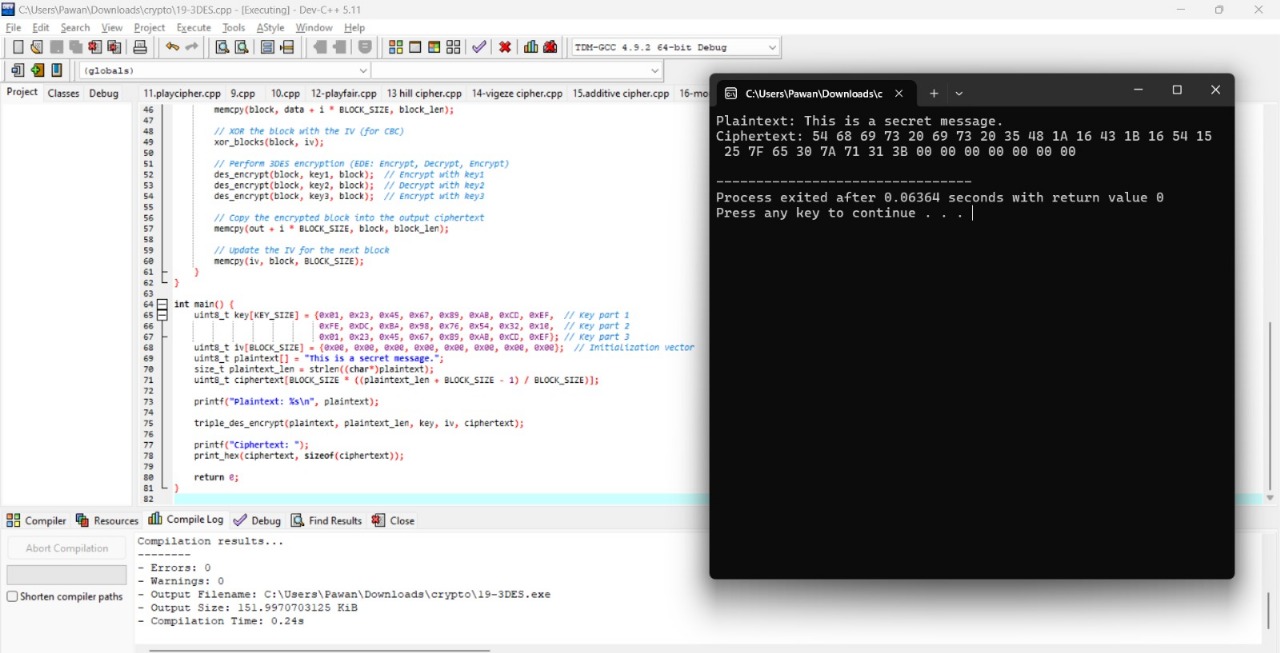 C:\Users\Pawan\Downloads\crypto\19-3DES.cpp - [Executing] - Dev-C++ 5.11
File Edit Search View Project Execute Tools AStyle Window Help
TDM-GCC 4.9.2 64-bit Debug
(globals)
Project Classes Debug 11.playcipher.cpp 9.cpp 10.cpp 12-playfair.cpp 13 hill cipher.cpp 14-vigeze cipher.cpp 15.additive cipher.cpp 16-mo
46 memcpy(block, data + i * BLOCK_SIZE, block_len);
47
48 // XOR the block with the IV (for CBC)
49 xor_blocks(block, iv);
50
51 // Perform 3DES encryption (EDE: Encrypt, Decrypt, Encrypt)
52 des_encrypt(block, key1, block); // Encrypt with key1
53 des_encrypt(block, key2, block); // Decrypt with key2
54 des_encrypt(block, key3, block); // Encrypt with key3
55
56 // Copy the encrypted block into the output ciphertext
57 memcpy(out + i * BLOCK_SIZE, block, block_len);
58
59 // Update the IV for the next block
60 memcpy(iv, block, BLOCK_SIZE);
61 }
62 }
63
64 int main() {
65 uint8_t key[KEY_SIZE] = {0x01, 0x23, 0x45, 0x67, 0x89, 0xAB, 0xCD, 0xEF, // Key part 1
66 0xFE, 0xDC, 0xBA, 0x98, 0x76, 0x54, 0x32, 0x10, // Key part 2
67 0x01, 0x23, 0x45, 0x67, 0x89, 0xAB, 0xCD, 0xEF}; // Key part 3
68 uint8_t iv[BLOCK_SIZE] = {0x00, 0x00, 0x00, 0x00, 0x00, 0x00, 0x00, 0x00}; // Initialization vector
69 uint8_t plaintext[] = "This is a secret message.";
70 size_t plaintext_len = strlen((char*)plaintext);
71 uint8_t ciphertext[BLOCK_SIZE * ((plaintext_len + BLOCK_SIZE - 1) / BLOCK_SIZE)];
72
73 printf("Plaintext: %s\n", plaintext);
74
75 triple_des_encrypt(plaintext, plaintext_len, key, iv, ciphertext);
76
77 printf("Ciphertext: ");
78 print_hex(ciphertext, sizeof(ciphertext));
79
80 return 0;
81 }
82
C:\Users\Pawan\Downloads\c
Plaintext: This is a secret message.
Ciphertext: 54 68 69 73 20 69 73 20 35 48 1A 16 43 1B 16 54 15
25 7F 65 30 7A 71 31 3B 00 00 00 00 00 00 00
--------------------------------
Process exited after 0.06364 seconds with return value 0
Press any key to continue . . .
Compiler Resources Compile Log Debug Find Results Close
Abort Compilation
Shorten compiler paths
Compilation results...
--------
- Errors: 0
- Warnings: 0
- Output Filename: C:\Users\Pawan\Downloads\crypto\19-3DES.exe
- Output Size: 151.9970703125 KiB
- Compilation Time: 0.24s